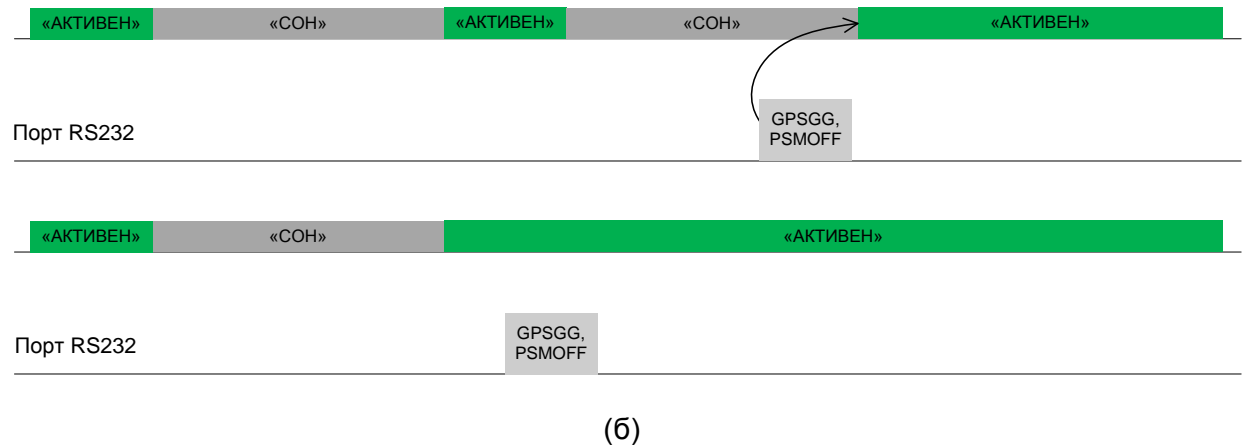 «АКТИВЕН» «СОН» «АКТИВЕН» «СОН» «АКТИВЕН»
GPSGG,
PSMOFF
Порт RS232
«АКТИВЕН» «СОН» «АКТИВЕН»
GPSGG,
PSMOFF
Порт RS232
(б)